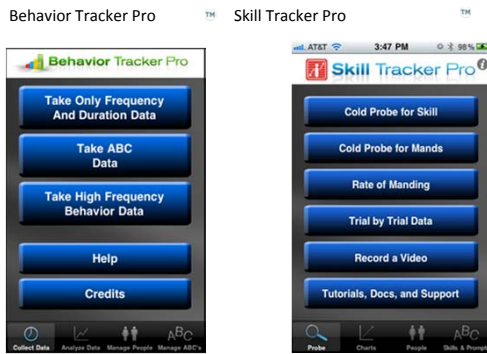 Behavior Tracker Pro ™ Skill Tracker Pro ™
Behavior Tracker Pro
Take Only Frequency
And Duration Data
Take ABC
Data
Take High Frequency
Behavior Data
Help
Credits
Collect Data Analyze Data Manage People Manage ABC's
AT&T 3:47 PM 98%
Skill Tracker Pro
Cold Probe for Skill
Cold Probe for Mands
Rate of Manding
Trial by Trial Data
Record a Video
Tutorials, Docs, and Support
Probe Charts People Skills & Prompt